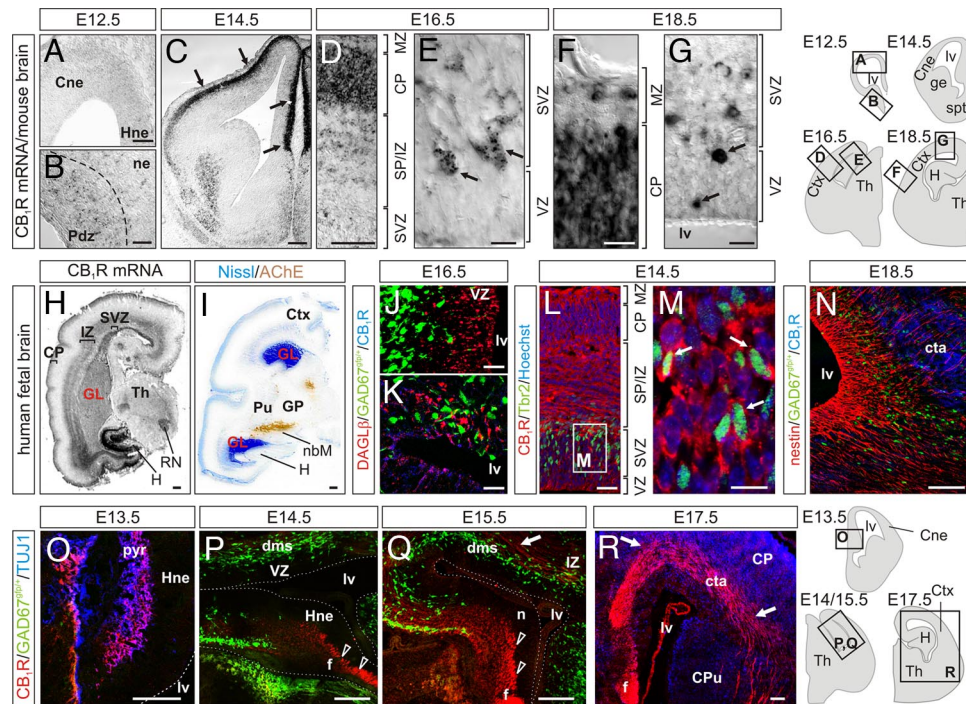 E12.5
E14.5
E16.5
E18.5
CB1R mRNA/mouse brain
A
Cne
Hne
B
ne
Pdz
C
D
MZ
CP
SP/IZ
SVZ
E
SVZ
VZ
F
MZ
CP
G
lv
SVZ
VZ
E12.5
A
lv
B
E14.5
Cne
lv
ge
spt
E16.5
D
E
Ctx
Th
E18.5
G
F
H
Ctx
Th
CB1R mRNA
Nissl/AChE
E16.5
E14.5
E18.5
human fetal brain
H
SVZ
IZ
CP
GL
Th
RN
H
I
Ctx
GL
Pu
GP
GL
nbM
H
DAGLβ/GAD67gfp/+/CB1R
J
VZ
lv
K
lv
CB1R/Tbr2/Hoechst
L
M
MZ
CP
SP/IZ
SVZ
VZ
M
nestin/GAD67gfp/+/CB1R
N
cta
lv
E13.5
E14.5
E15.5
E17.5
CB1R/GAD67gfp/+/TUJ1
O
pyr
Hne
lv
P
dms
VZ
lv
Hne
f
Q
dms
IZ
n
lv
f
R
CP
cta
lv
CPu
f
E13.5
O
lv
Cne
E14/15.5
P,Q
Th
E17.5
Ctx
H
Th
R